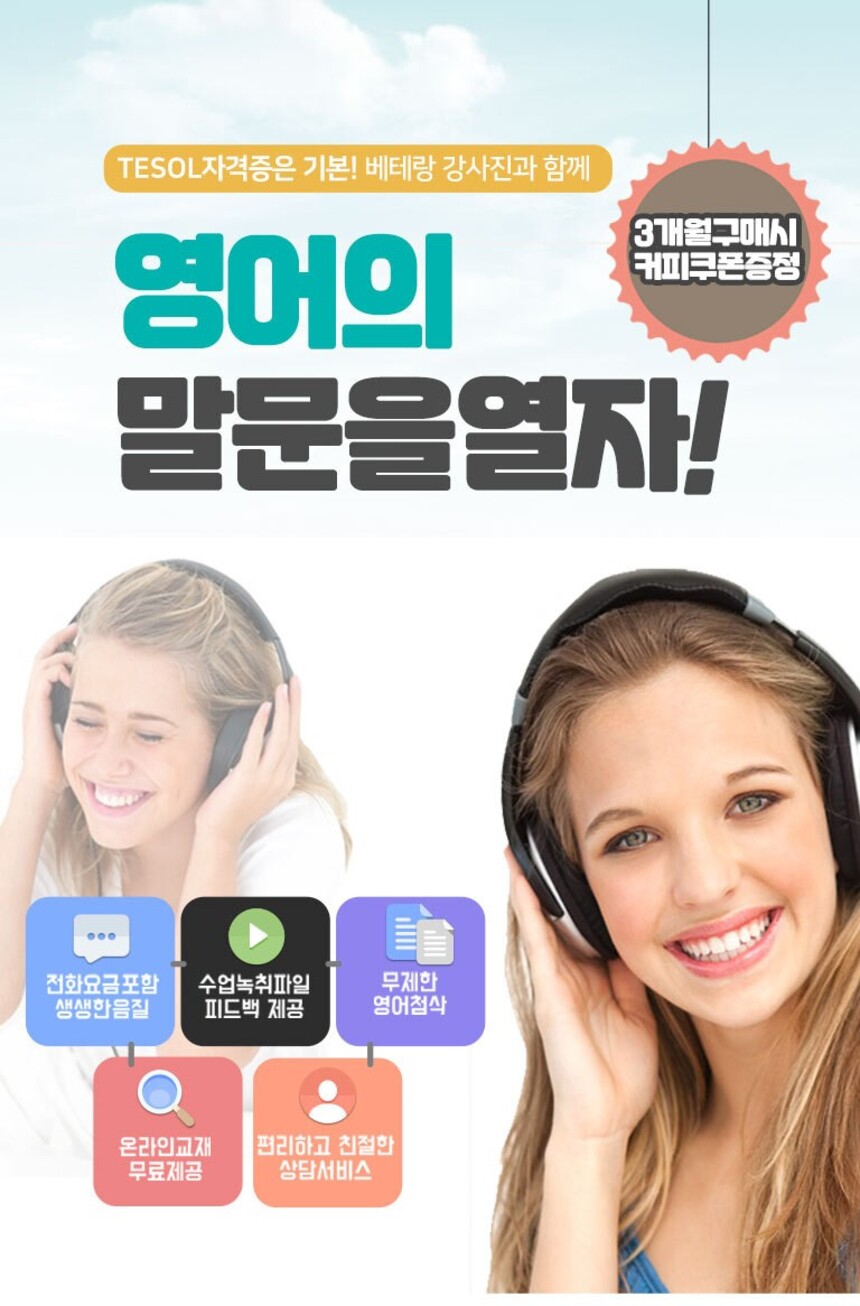 TESOL자격증은 기본! 베테랑 강사진과 함께
3개월구매시
커피쿠폰증정
영어의
말문을열자!
전화요금포함
생생한음질
수업녹취파일
피드백 제공
무제한
영어첨삭
온라인교재
무료제공
편리하고 친절한
상담서비스